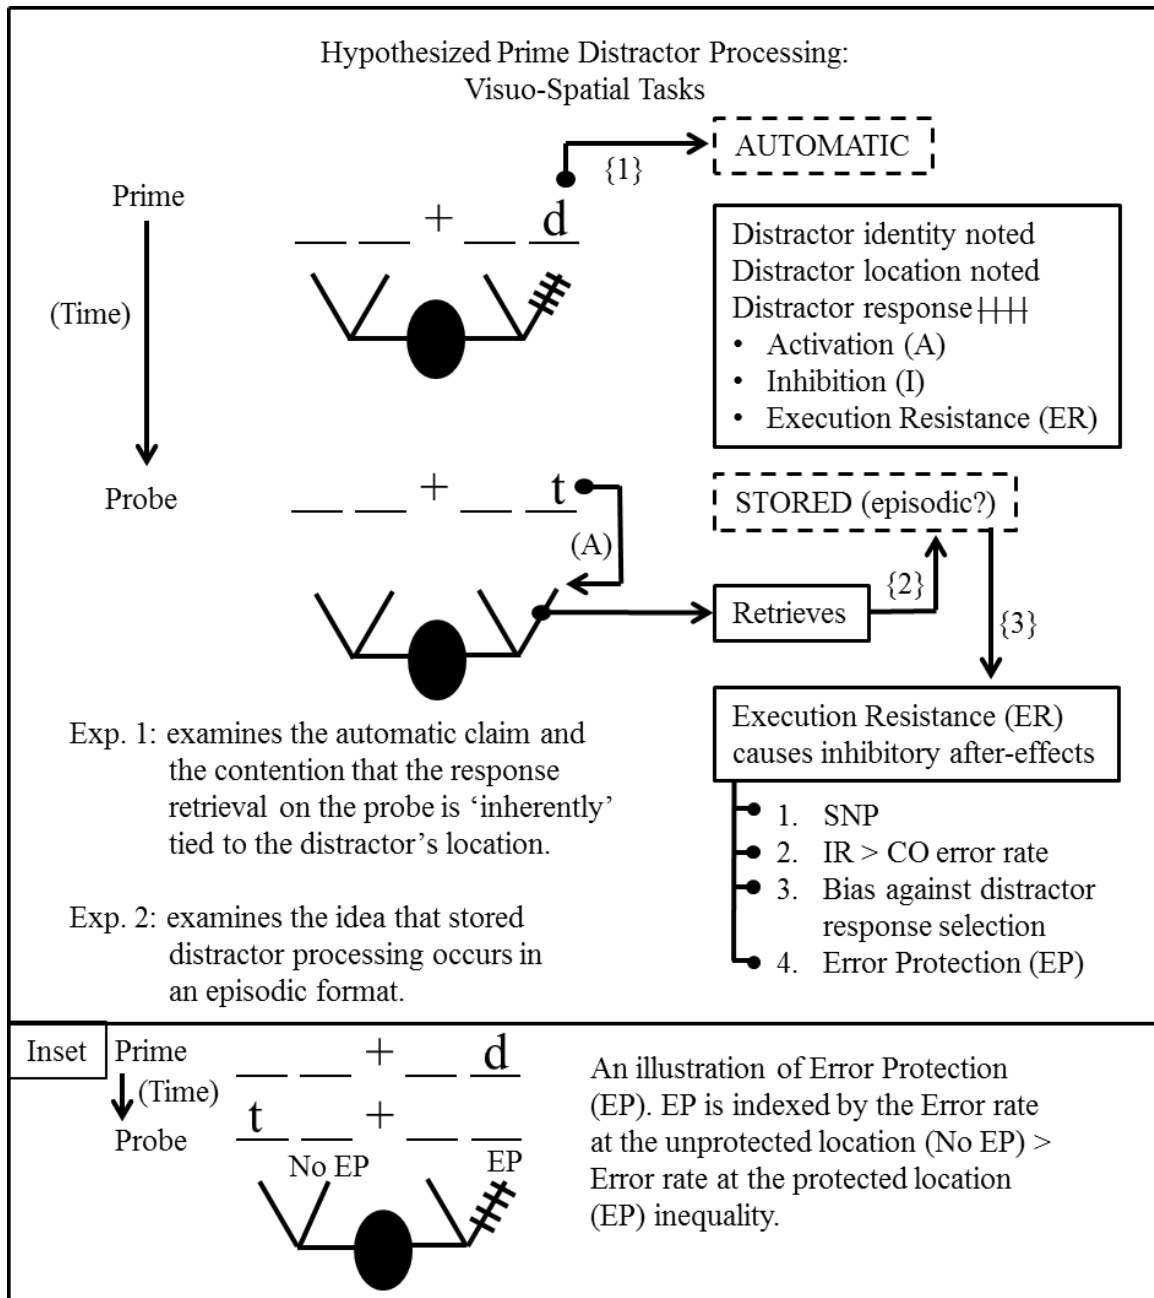 Hypothesized Prime Distractor Processing:
Visuo-Spatial Tasks
AUTOMATIC
{1}
Prime
+ d
Distractor identity noted
Distractor location noted
Distractor response
• Activation (A)
• Inhibition (I)
• Execution Resistance (ER)
(Time)
Probe
+ t
STORED (episodic?)
(A)
{2}
Retrieves
{3}
Execution Resistance (ER)
causes inhibitory after-effects
1. SNP
2. IR > CO error rate
3. Bias against distractor
response selection
4. Error Protection (EP)
Exp. 1: examines the automatic claim and
the contention that the response
retrieval on the probe is ‘inherently’
tied to the distractor’s location.
Exp. 2: examines the idea that stored
distractor processing occurs in
an episodic format.
Inset
Prime
+ d
(Time)
t +
Probe
No EP
EP
An illustration of Error Protection
(EP). EP is indexed by the Error rate
at the unprotected location (No EP) >
Error rate at the protected location
(EP) inequality.